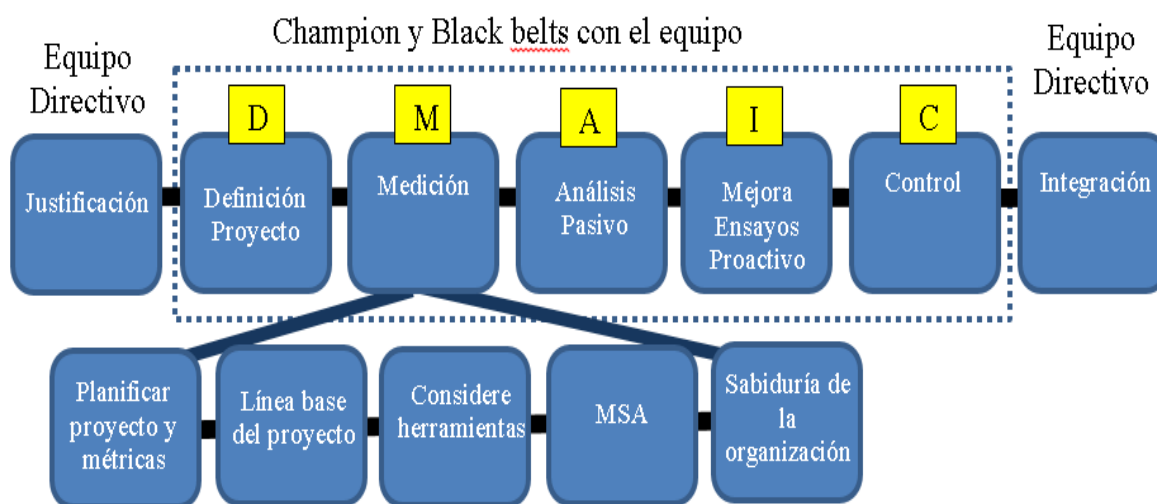 Champion y Black belts con el equipo
Equipo
Directivo
Equipo
Directivo
D
M
A
I
C
Justificación
Definición
Proyecto
Medición
Análisis
Pasivo
Mejora
Ensayos
Proactivo
Control
Integración
Planificar
proyecto y
métricas
Línea base
del proyecto
Considere
herramientas
MSA
Sabiduría de
la
organización